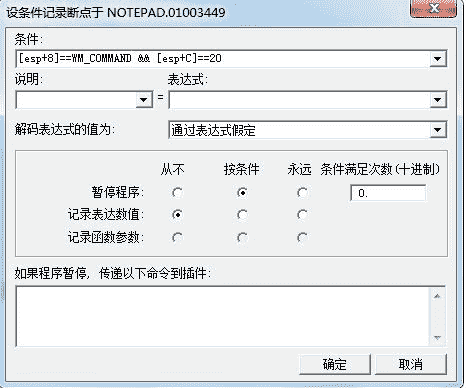 设条件记录断点于 NOTEPAD.01003449
条件:
[esp+8]==WM_COMMAND && [esp+C]==20
说明: 表达式:
=
解码表达式的值为: 通过表达式假定
从不 按条件 永远 条件满足次数(十进制)
暂停程序: 0.
记录表达数值:
记录函数参数:
如果程序暂停, 传递以下命令到插件:
确定 取消